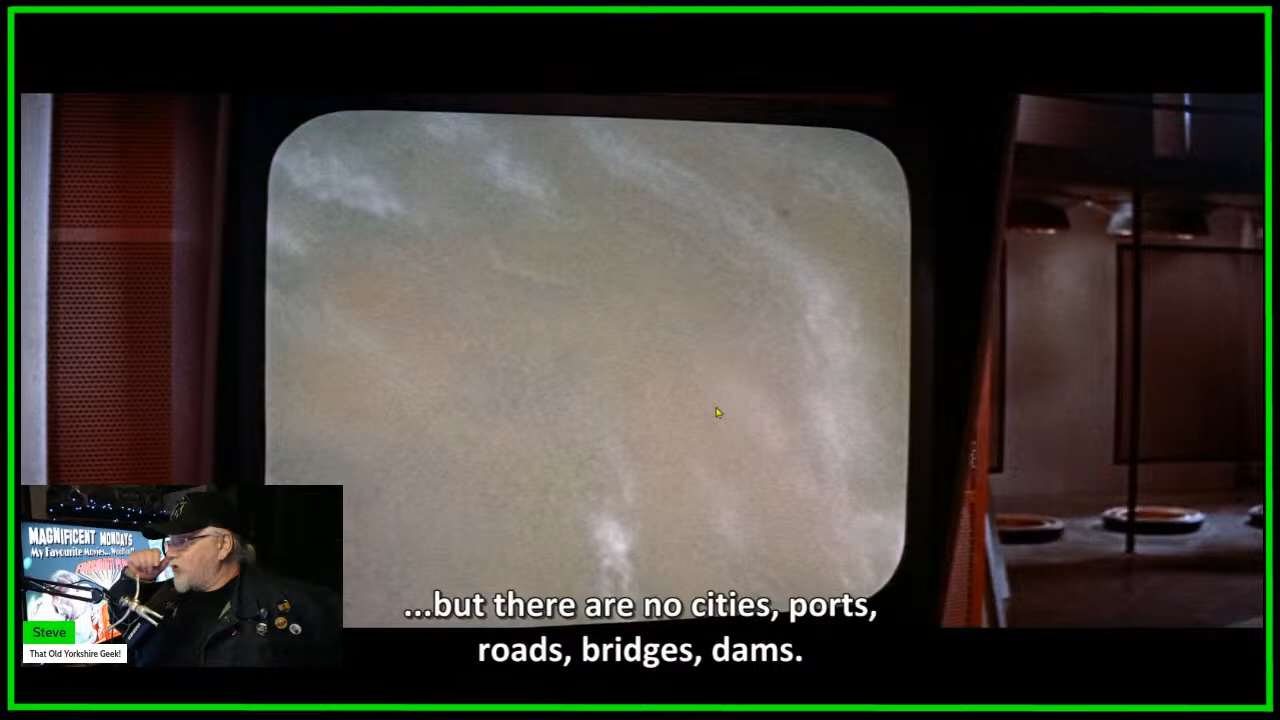 MAGNIFICENT MONDAYS
My Favourite Movies...
Steve
That Old Yorkshire Geek!
...but there are no cities, ports,
roads, bridges, dams.